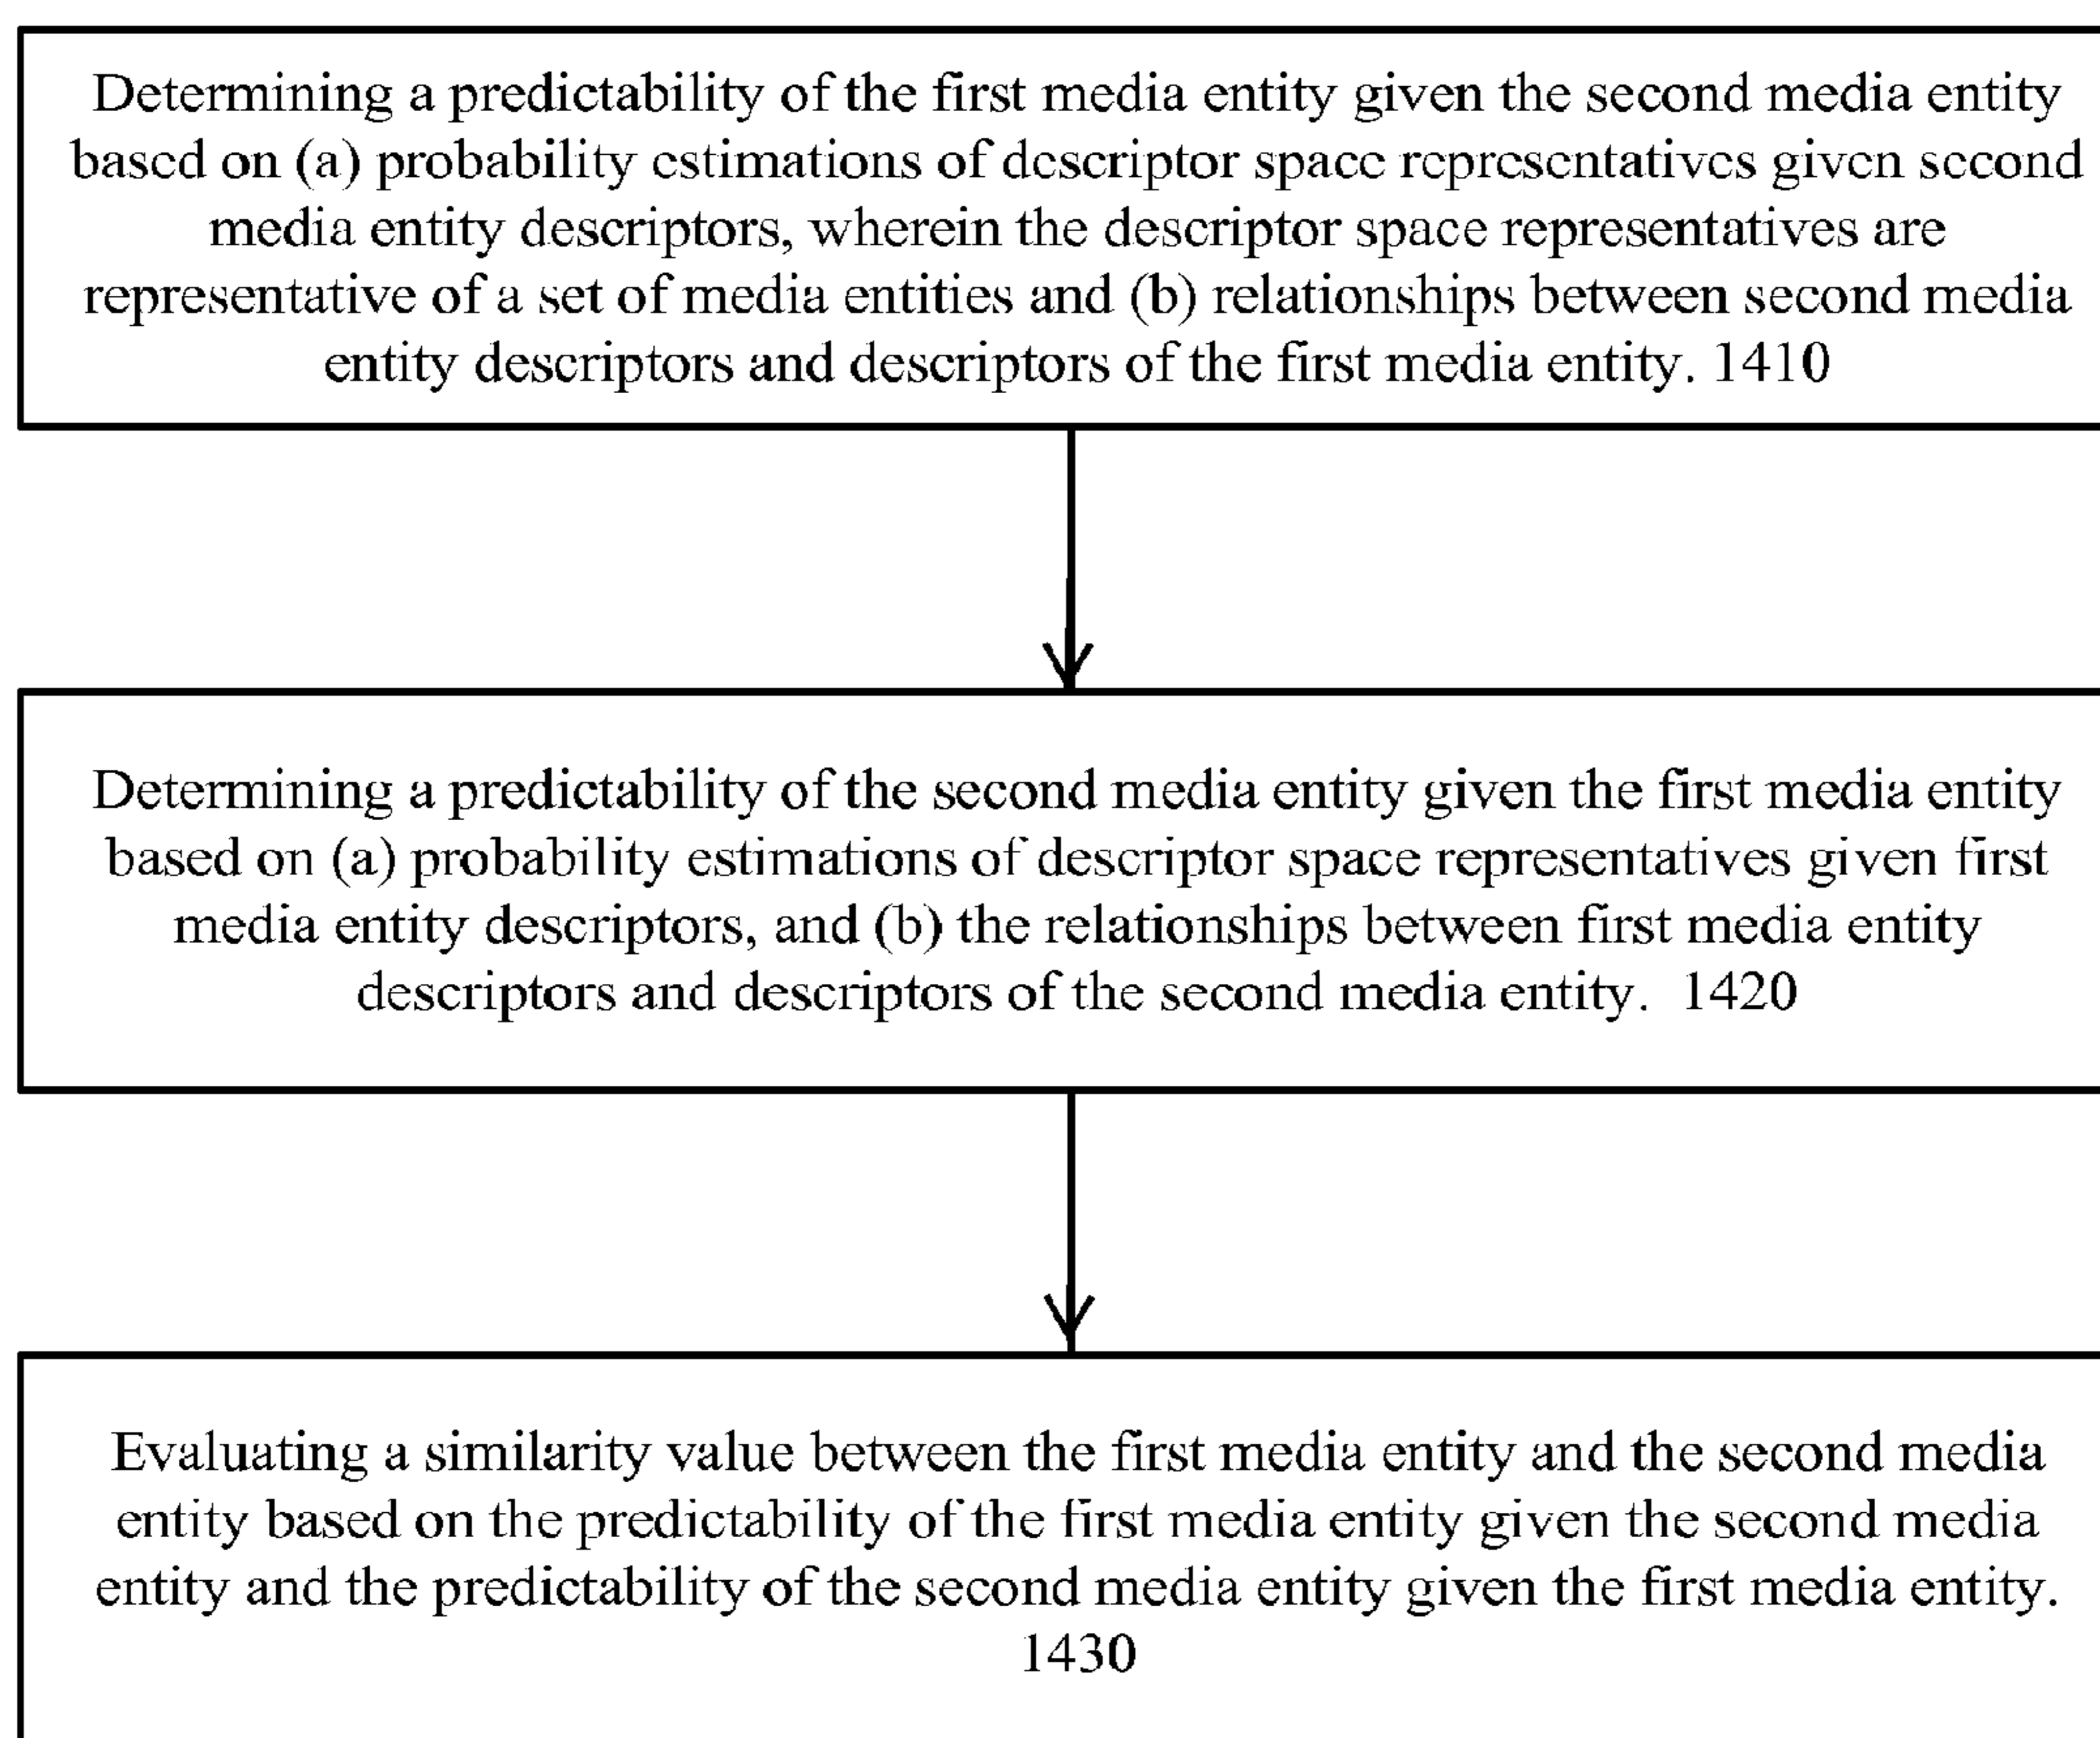 Determining a predictability of the first media entity given the second media entity
based on (a) probability estimations of descriptor space representatives given second
media entity descriptors, wherein the descriptor space representatives are
representative of a set of media entities and (b) relationships between second media
entity descriptors and descriptors of the first media entity. 1410
Determining a predictability of the second media entity given the first media entity
based on (a) probability estimations of descriptor space representatives given first
media entity descriptors, and (b) the relationships between first media entity
descriptors and descriptors of the second media entity. 1420
Evaluating a similarity value between the first media entity and the second media
entity based on the predictability of the first media entity given the second media
entity and the predictability of the second media entity given the first media entity.
1430